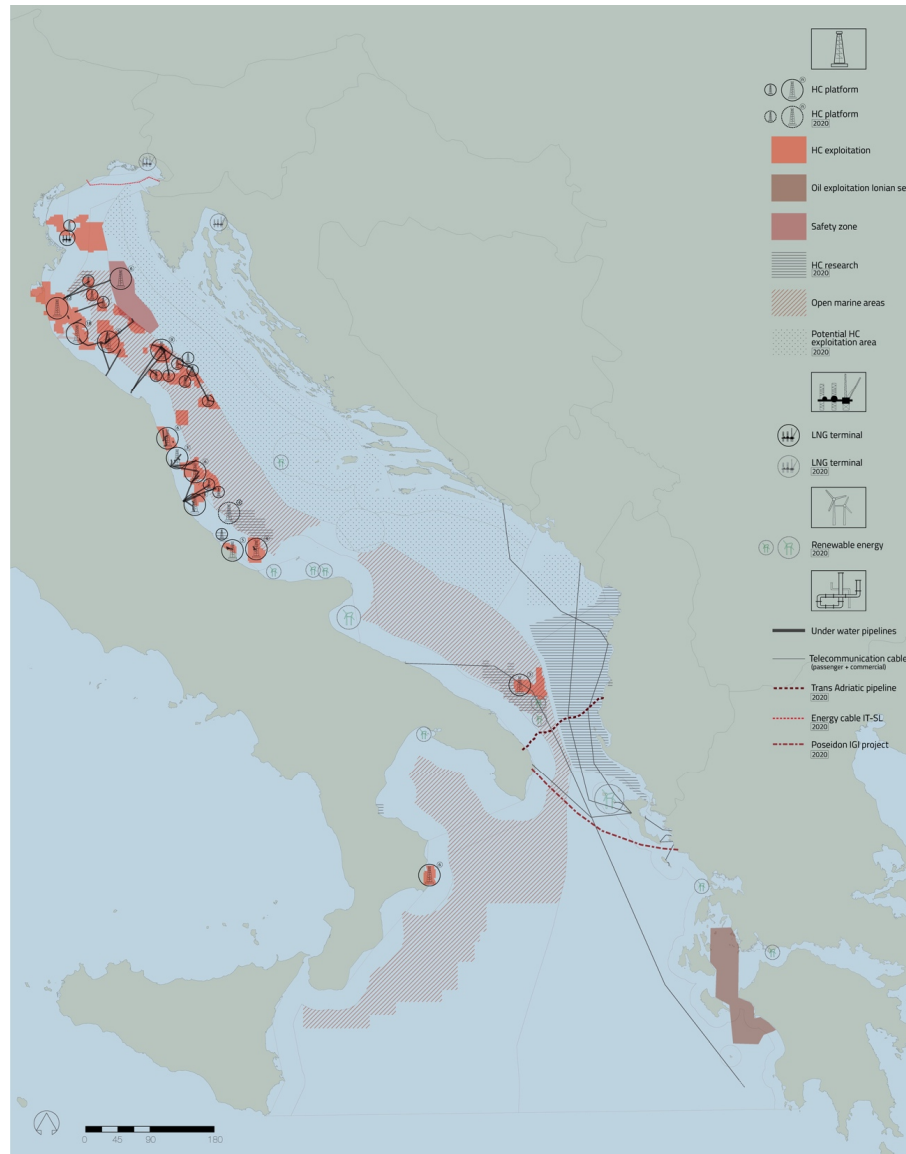 HC platform
HC platform
2020
HC exploitation
Oil exploitation Ionian se
Safety zone
HC research
2020
Open marine areas
Potential HC
exploitation area
2020
LNG terminal
LNG terminal
2020
Renewable energy
2020
Under water pipelines
Telecommunication cable
(passenger + commercial)
Trans Adriatic pipeline
2020
Energy cable IT-SL
2020
Poseidon IGI project
2020
0 45 90 180